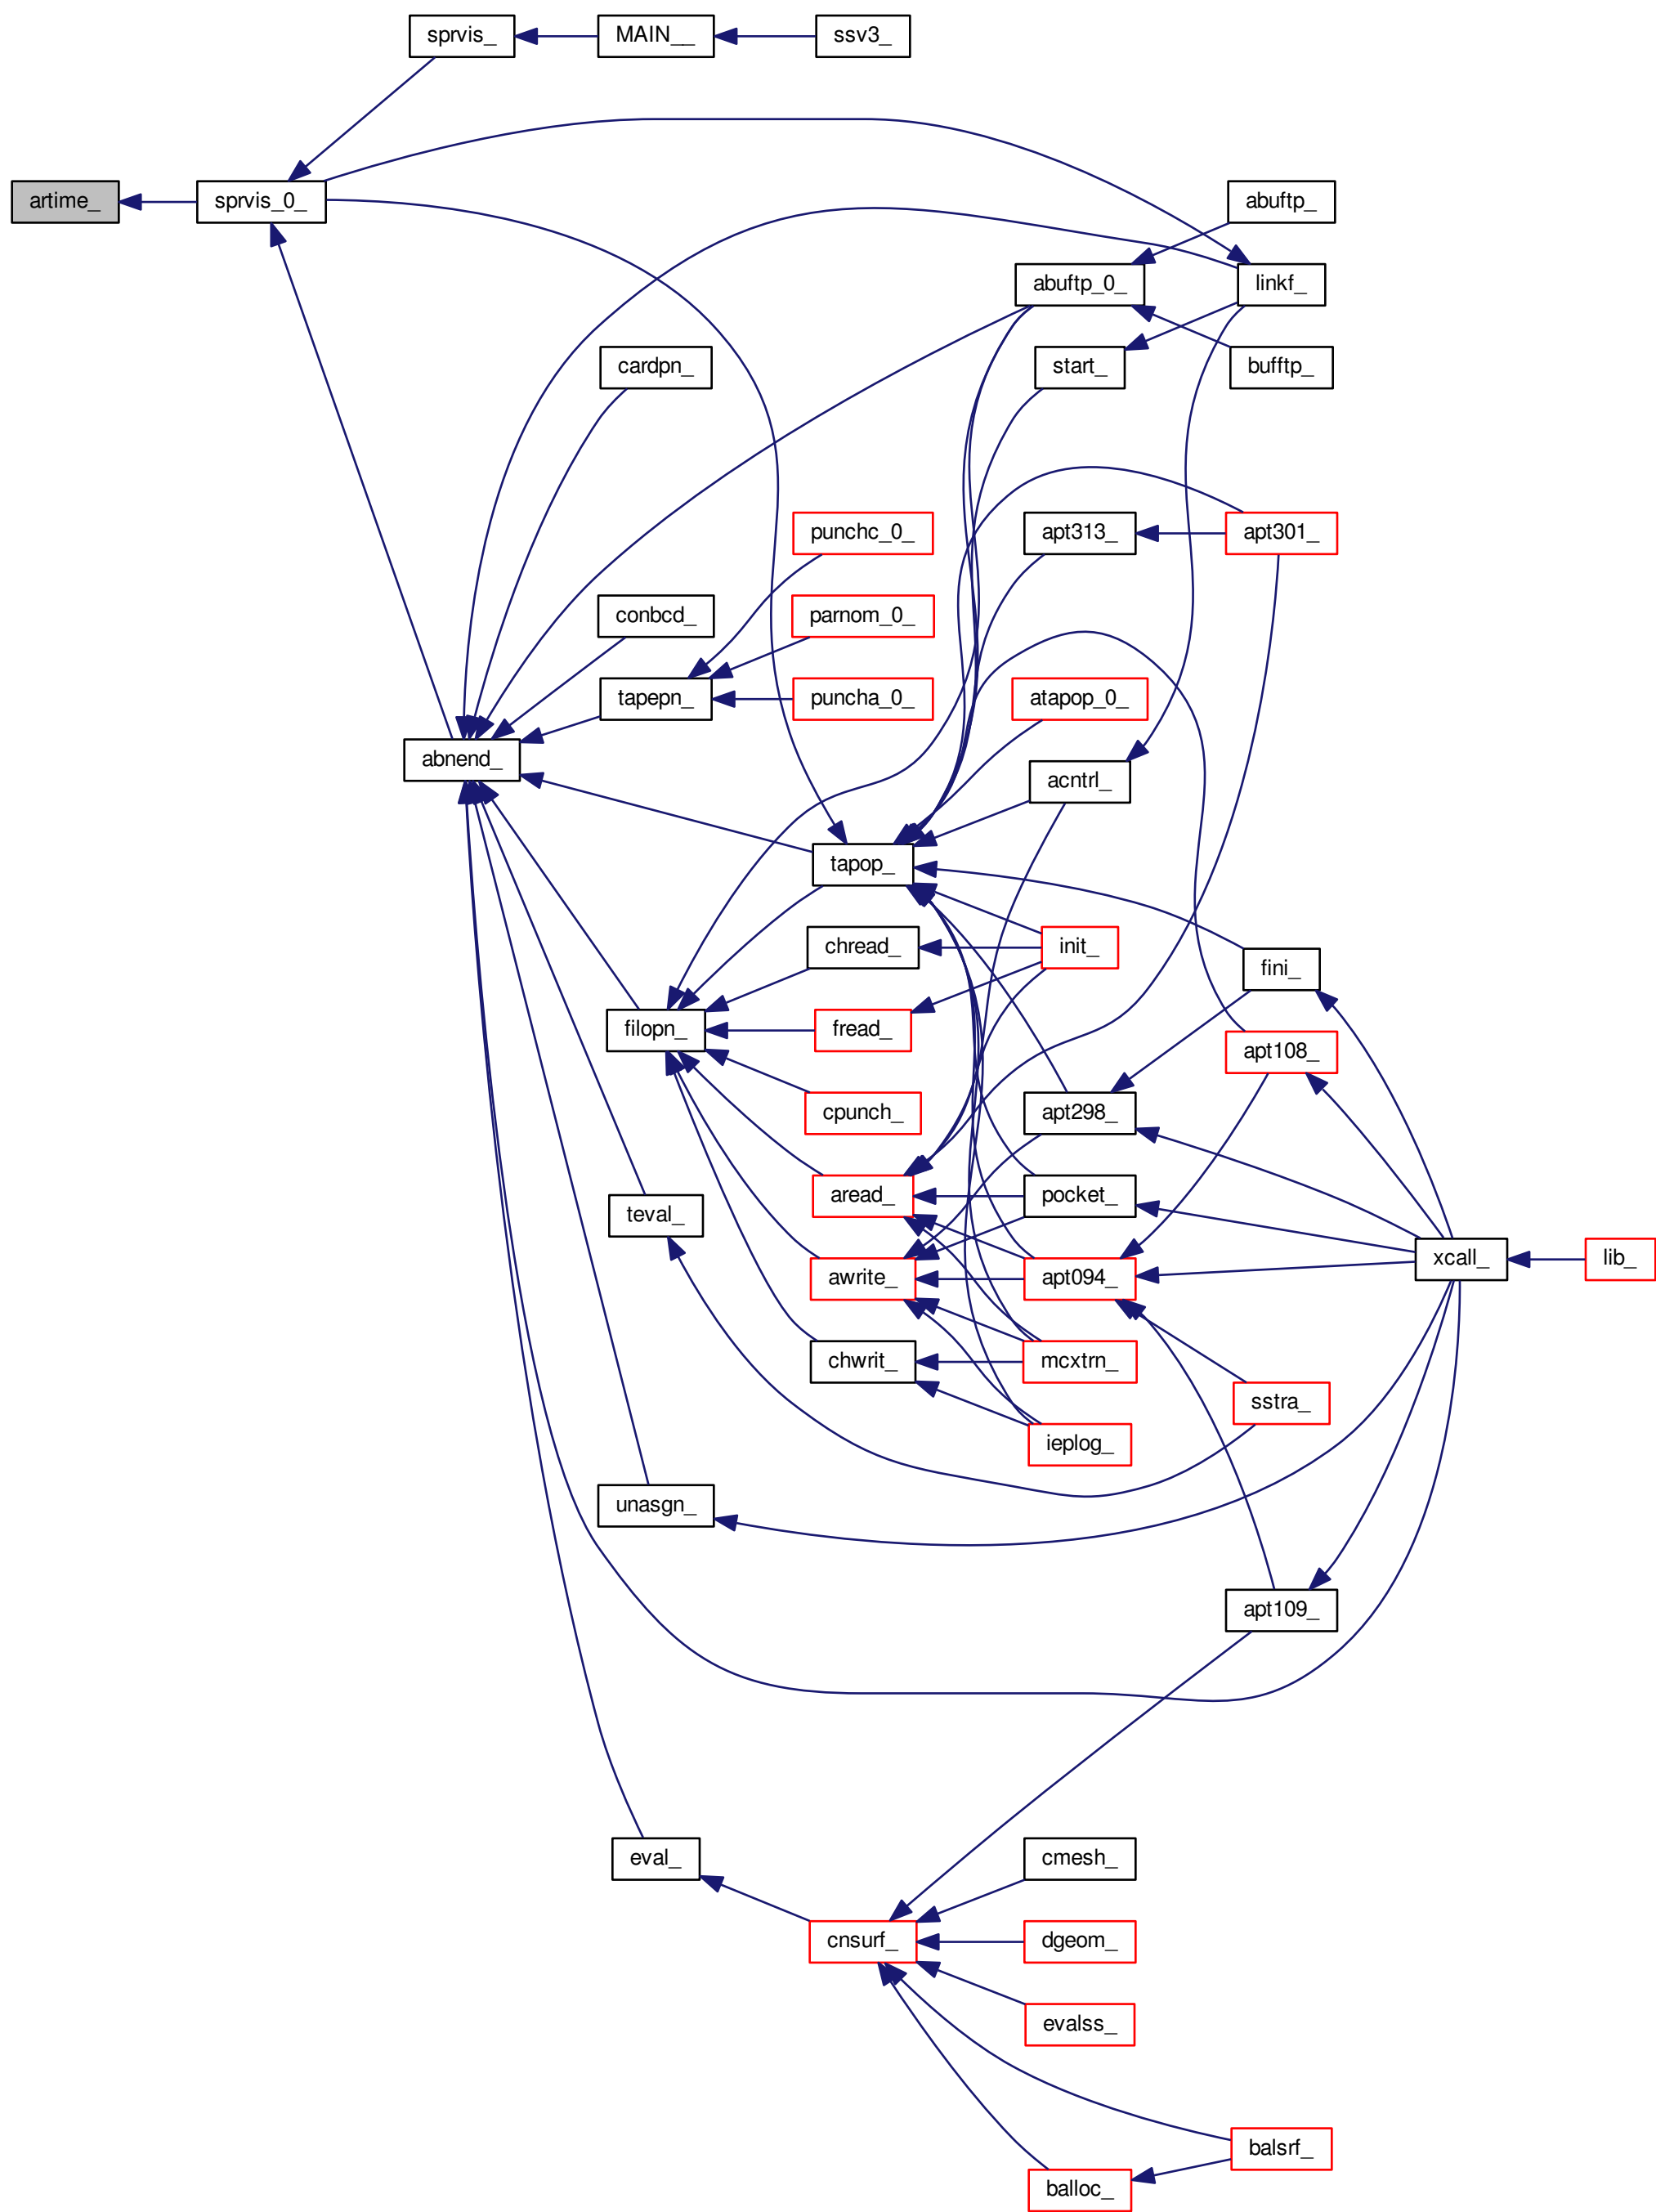 sprvis_
MAIN__
ssv3_
artime_
sprvis_0_
abuftp_
abuftp_0_
linkf_
cardpn_
start_
bufftp_
punchc_0_
apt313_
apt301_
conbcd_
parnom_0_
tapepn_
puncha_0_
atapop_0_
abnend_
acntrl_
tapop_
chread_
init_
fini_
filopn_
fread_
apt108_
cpunch_
apt298_
aread_
pocket_
teval_
xcall_
lib_
awrite_
apt094_
chwrit_
mcxtrn_
sstra_
ieplog_
unasgn_
apt109_
eval_
cmesh_
cnsurf_
dgeom_
evalss_
balsrf_
balloc_